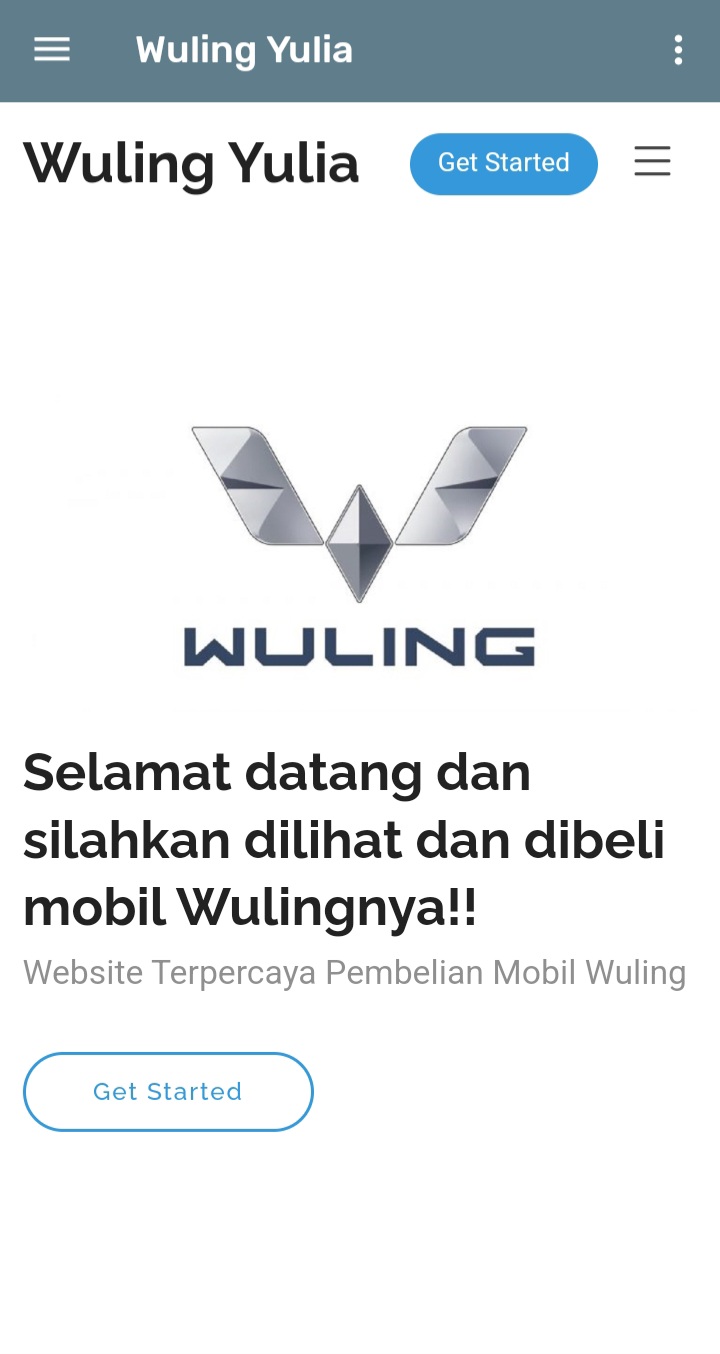 Wuling Yulia
Wuling Yulia
Get Started
WULING
Selamat datang dan
silahkan dilihat dan dibeli
mobil Wulingnya!!
Website Terpercaya Pembelian Mobil Wuling
Get Started